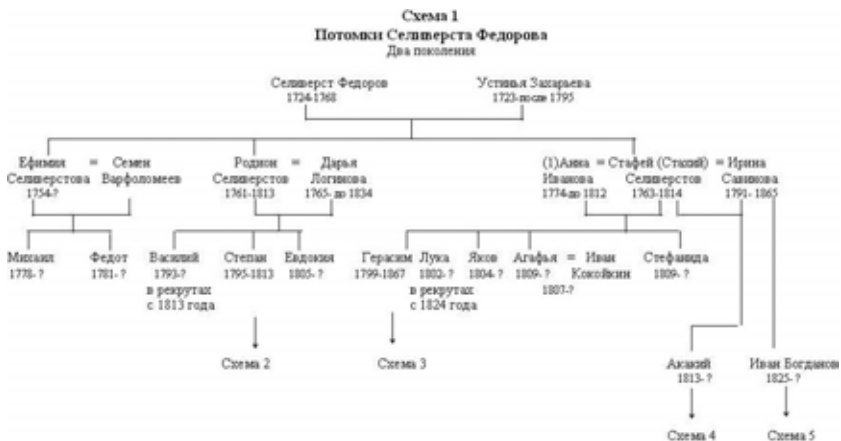 Схема 1
Потомки Селиверста Федорова
Два поколения
Селиверст Федоров
1724-1768
Устинья Захарьева
1723-после 1795
Ефимия = Семен
Селиверстова Варфоломеев
1754-?
Родион = Дарья
Селиверстов Логинова
1761-1813 1765- до 1834
(1)Анна = Стафей (Стахий) = Ирина
Иванова Селиверстов Савинова
1774-до 1812 1763-1814 1791- 1865
Михаил
1778- ?
Федот
1781- ?
Василий
1793-?
в рекрутах
с 1813 года
Степан
1795-1813
Евдокия
1805- ?
Герасим
1799-1867
Лука
1802- ?
в рекрутах
с 1824 года
Яков
1804- ?
Агафья = Иван
1809- ? Кокойкин
1807-?
Стефанида
1809- ?
Схема 2
Схема 3
Акакий
1813- ?
Иван Богданов
1825- ?
Схема 4
Схема 5